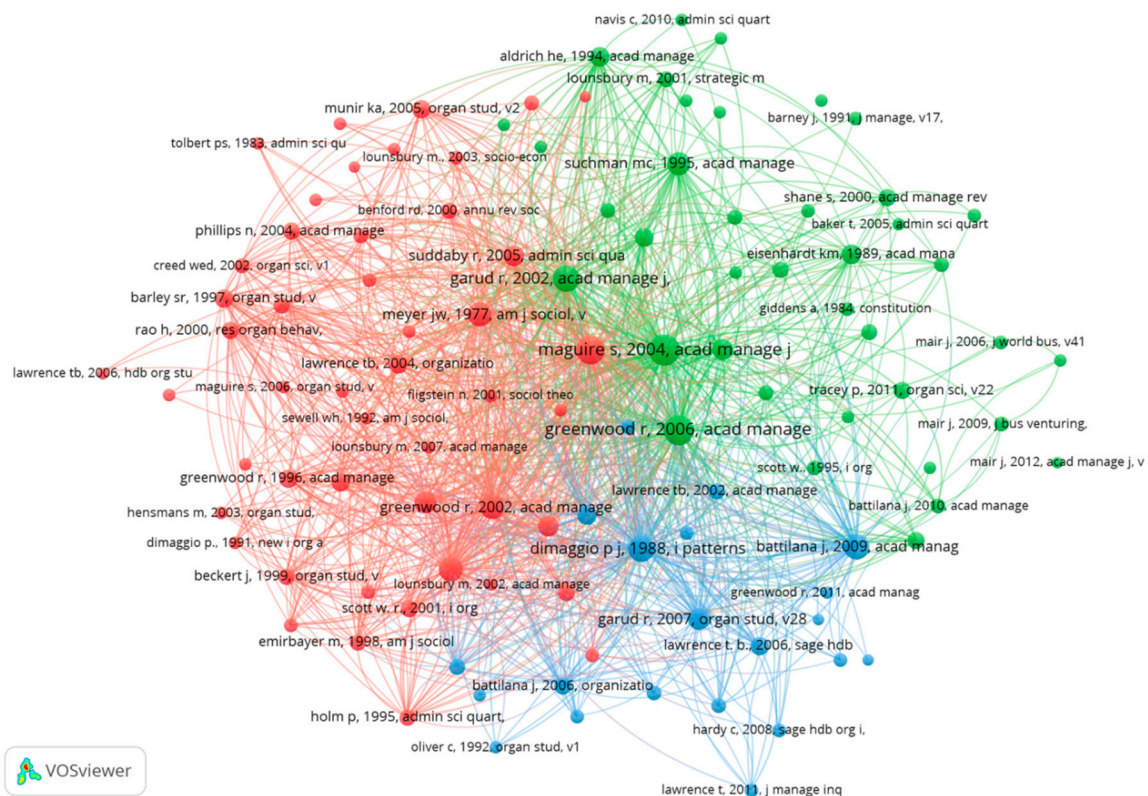 navis c, 2010, admin sci quart
aldrich he, 1994, acad manage
lounsbury m, 2001, strategic m
munir ka, 2005, organ stud, v2
barney j, 1991, j manage, v17,
tolbert ps, 1983, admin sci qu
lounsbury m., 2003, socio-econ
suchman mc, 1995, acad manage
shane s, 2000, acad manage rev
benford rd, 2000, annu rev soc
baker t, 2005, admin sci quart
phillips n, 2004, acad manage
suddaby r, 2005, admin sci qua
eisenhardt km, 1989, acad mana
creed wed, 2002, organ sci, v1
garud r, 2002, acad manage j,
barley sr, 1997, organ stud, v
giddens a, 1984, constitution
meyer jw, 1977, am j sociol, v
rao h, 2000, res organ behav,
mair j, 2006, j world bus, v41
maguire s, 2004, acad manage j
lawrence tb, 2004, organizatio
lawrence tb, 2006, hdb org stu
maguire s, 2006, organ stud, v
fligstein n. 2001, sociol theo
tracey p, 2011, organ sci, v22
sewell wh, 1992, am j sociol,
mair j, 2009, j bus venturing,
greenwood r, 2006, acad manage
lounsbury m, 2007, acad manage
mair j, 2012, acad manage j, v
scott w., 1995, i org
greenwood r, 1996, acad manage
lawrence tb, 2002, acad manage
greenwood r, 2002, acad manage
battilana j, 2010, acad manage
hensmans m, 2003, organ stud,
dimaggio p., 1991, new i org a
dimaggio p j, 1988, i patterns
battilana j, 2009, acad manag
beckert j, 1999, organ stud, v
lounsbury m, 2002, acad manage
greenwood r, 2011, acad manag
scott w. r., 2001, i org
garud r, 2007, organ stud, v28
emirbayer m, 1998, am j sociol
lawrence t. b., 2006, sage hdb
battilana j, 2006, organizatio
holm p, 1995, admin sci quart,
hardy c, 2008, sage hdb org i,
oliver c, 1992, organ stud, v1
VOSviewer
lawrence t, 2011, j manage inq